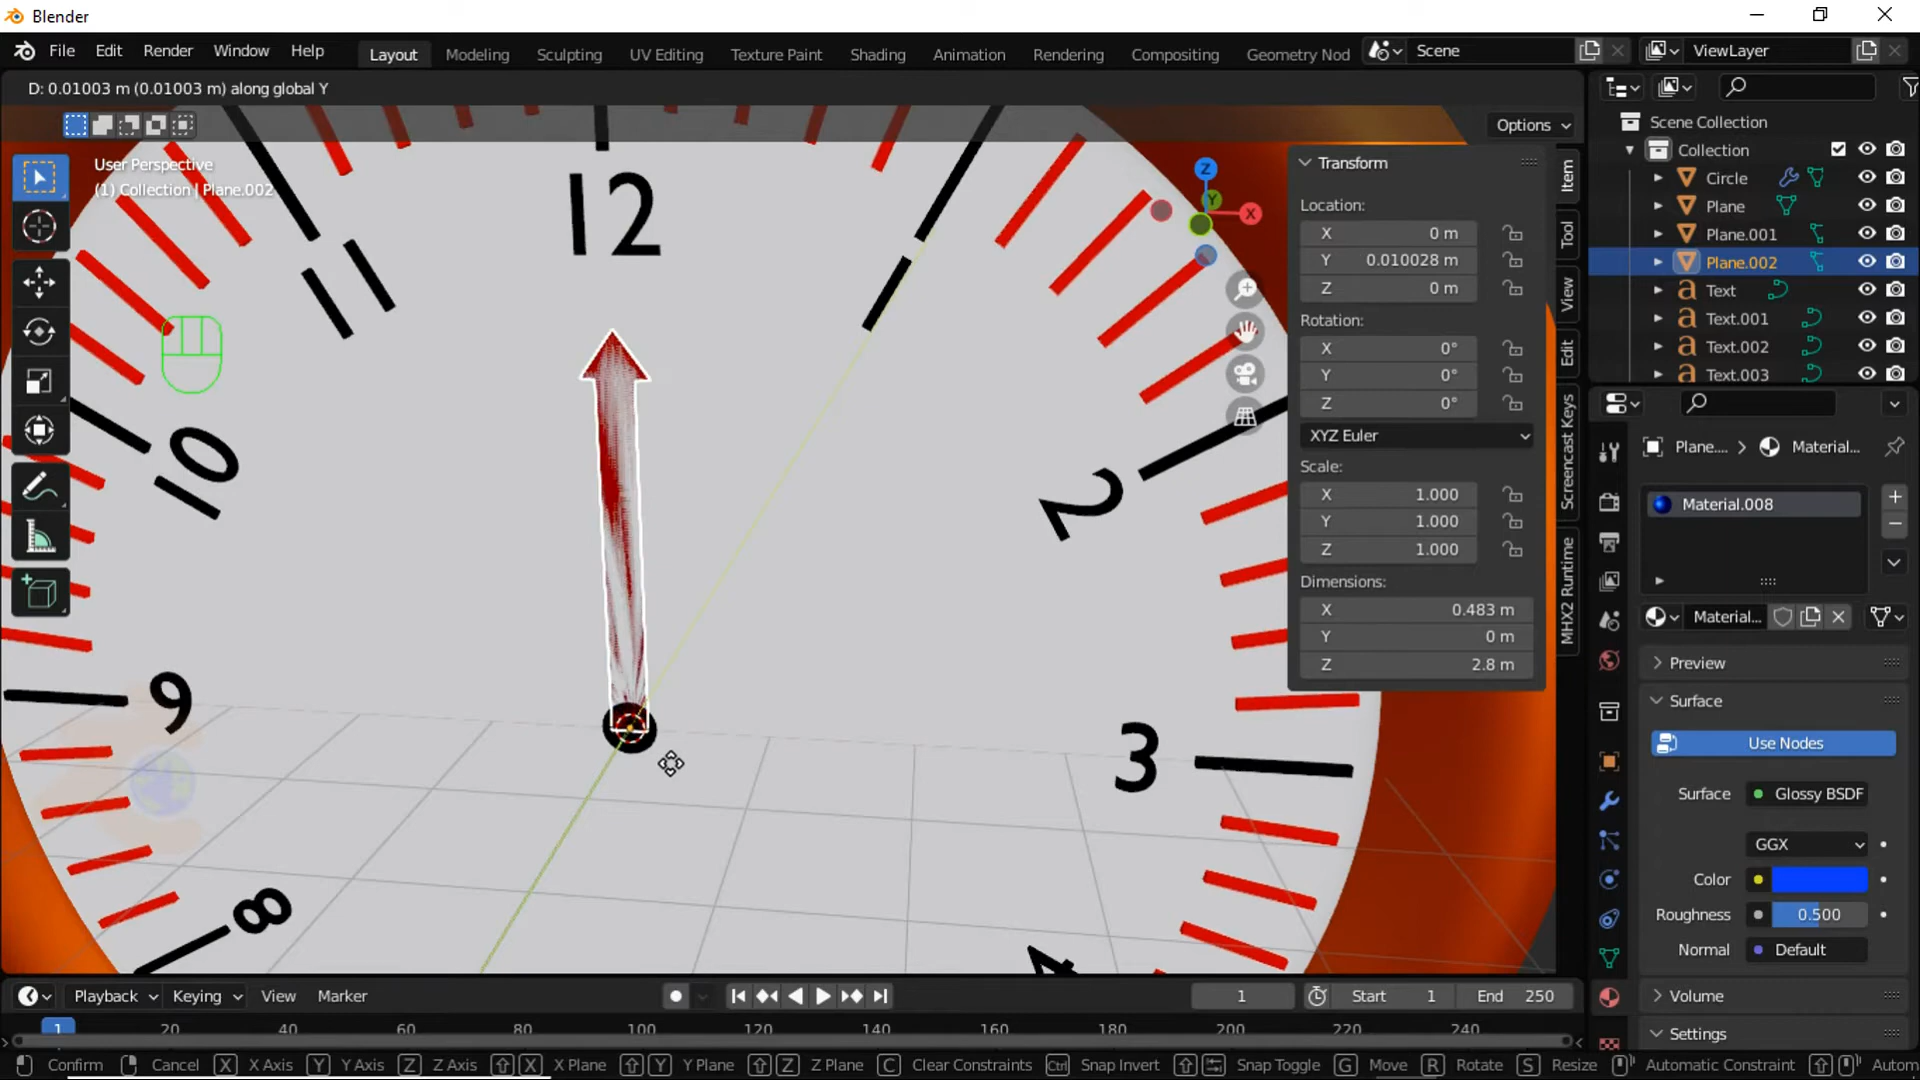 Blender
File Edit Render Window Help Layout Modeling Sculpting UV Editing Texture Paint Shading Animation Rendering Compositing Geometry Nod Scene ViewLayer
D: 0.01003 m (0.01003 m) along global Y
Options
User Perspective
(1) Collection | Plane.002
12
11
10
9
8
2
3
4
Z
Y
X
Transform
Location:
X 0 m
Y 0.010028 m
Z 0 m
Rotation:
X 0°
Y 0°
Z 0°
XYZ Euler
Scale:
X 1.000
Y 1.000
Z 1.000
Dimensions:
X 0.483 m
Y 0 m
Z 2.8 m
Item
Tool
View
Edit
Screencast Keys
MHX2 Runtime
Scene Collection
Collection
Circle
Plane
Plane.001
Plane.002
Text
Text.001
Text.002
Text.003
Plane.... Material...
Material.008
Material...
Preview
Surface
Use Nodes
Surface Glossy BSDF
GGX
Color
Roughness 0.500
Normal Default
Volume
Settings
Playback Keying View Marker 1 Start 1 End 250
1 20 40 60 80 100 120 140 160 180 200 220 240
Confirm Cancel X X Axis Y Y Axis Z Z Axis X X Plane Y Y Plane Z Z Plane C Clear Constraints Ctrl Snap Invert Snap Toggle G Move R Rotate S Resize Automatic Constraint Autom